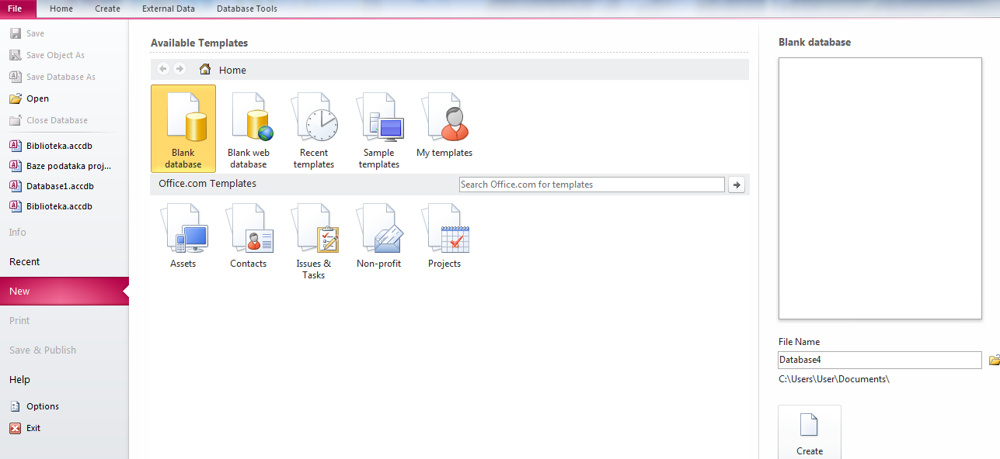 File Home Create External Data Database Tools
Save
Save Object As
Save Database As
Open
Close Database
Biblioteka.accdb
Baze podataka proj...
Database1.accdb
Biblioteka.accdb
Info
Recent
New
Print
Save & Publish
Help
Options
Exit
Available Templates
Home
Blank
database
Blank web
database
Recent
templates
Sample
templates
My templates
Office.com Templates
Search Office.com for templates
Assets
Contacts
Issues &
Tasks
Non-profit
Projects
Blank database
File Name
Database4
C:\Users\User\Documents\
Create